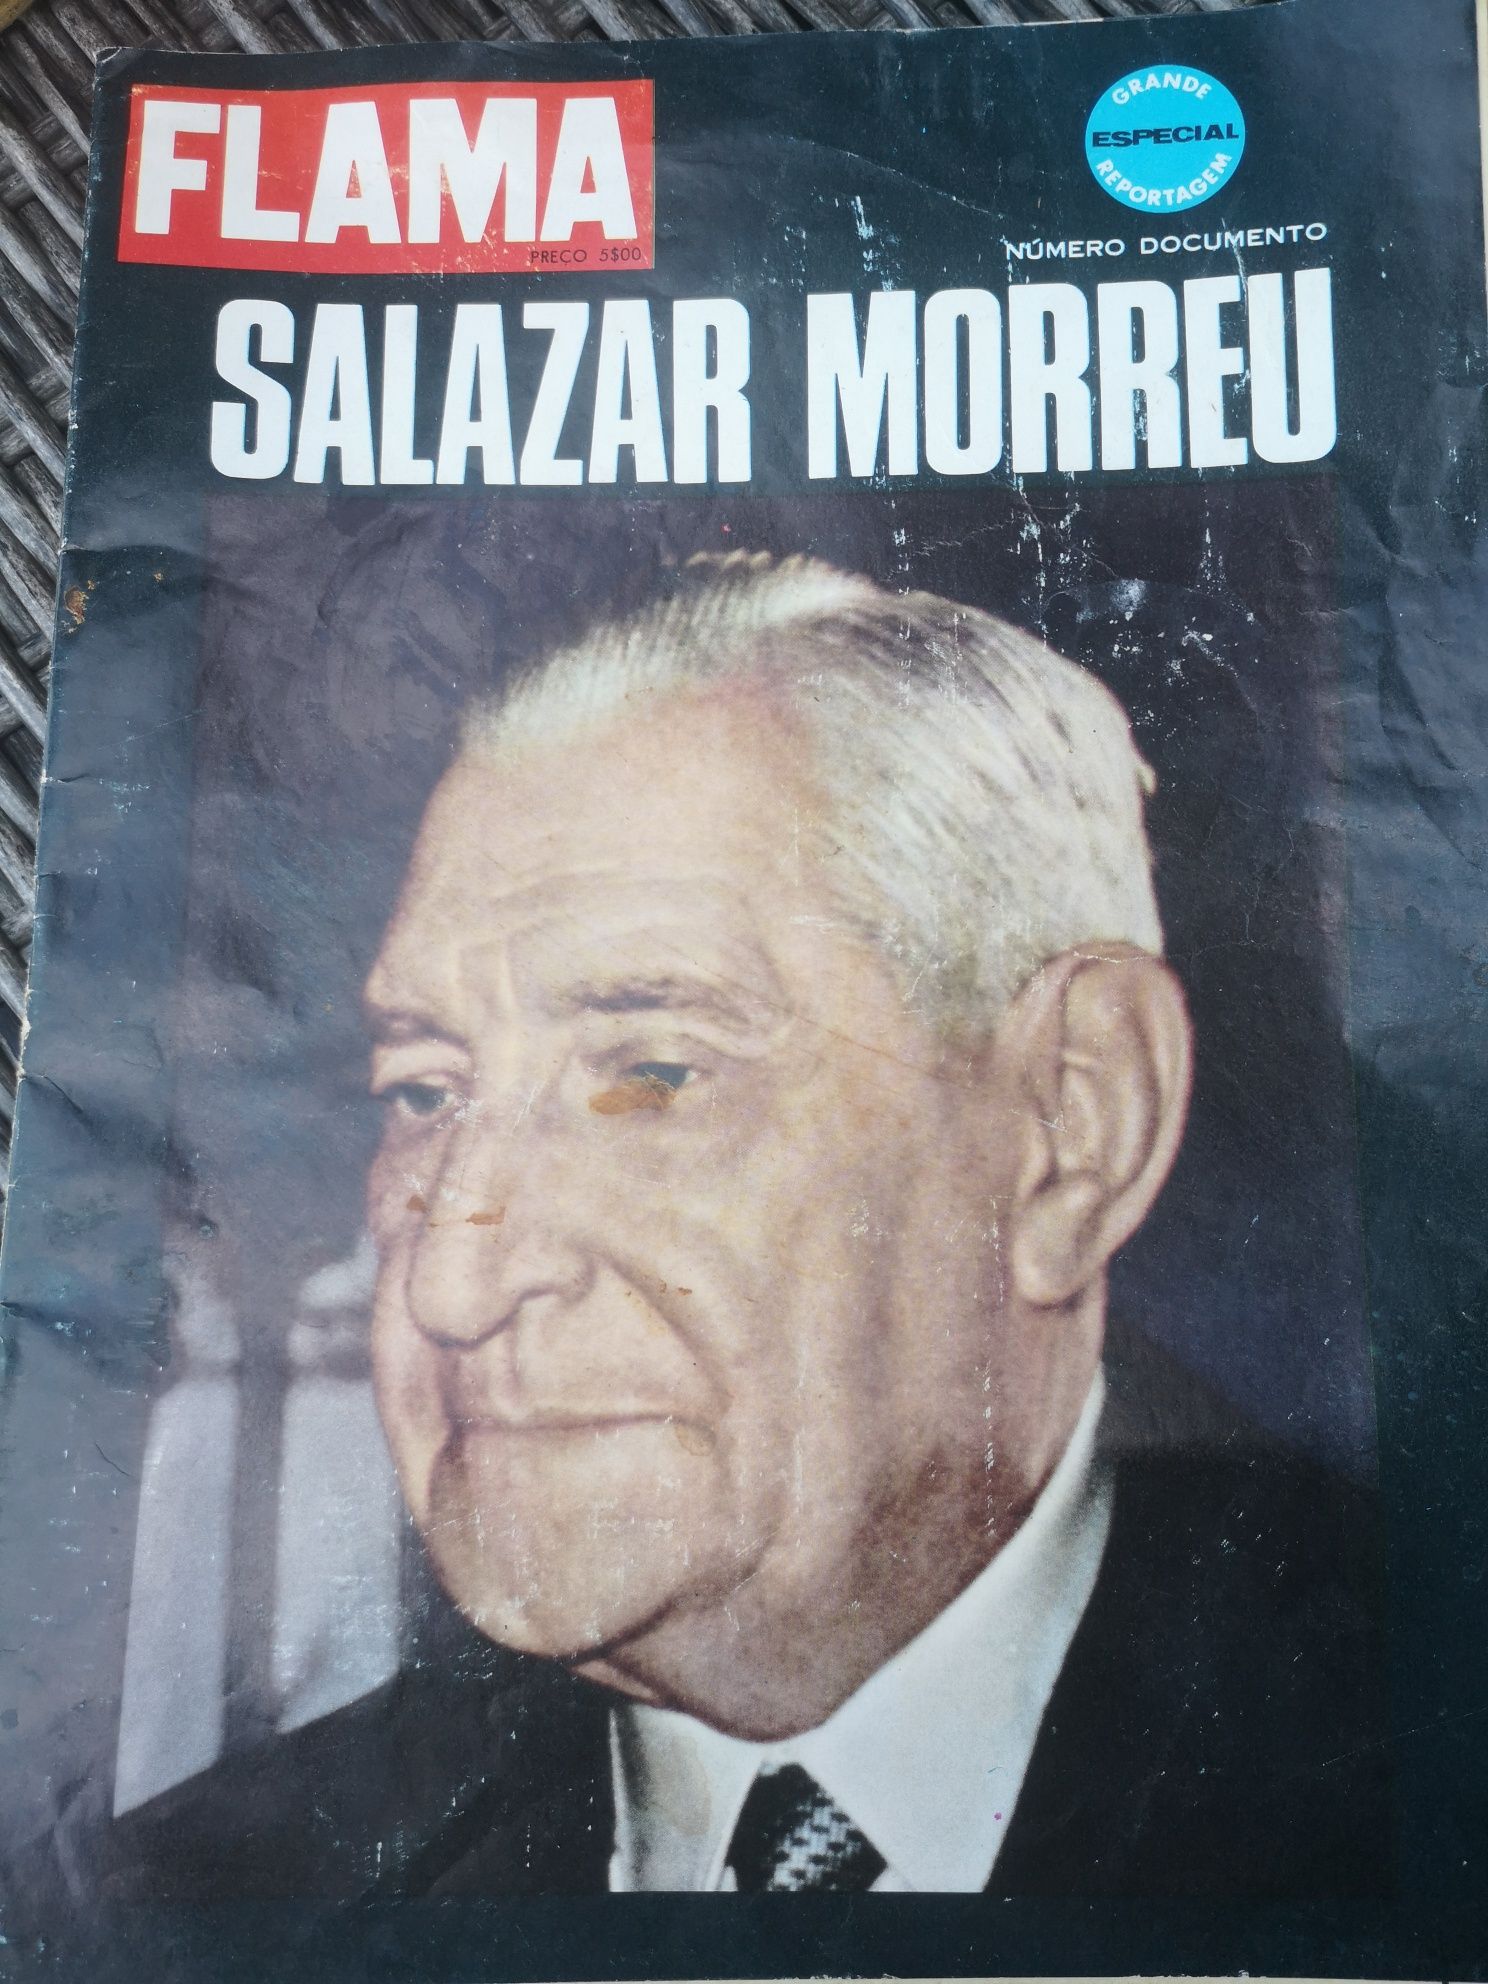 FLAMA
PREÇO 5$00
GRANDE
ESPECIAL
REPORTAGEM
NÚMERO DOCUMENTO
SALAZAR MORREU